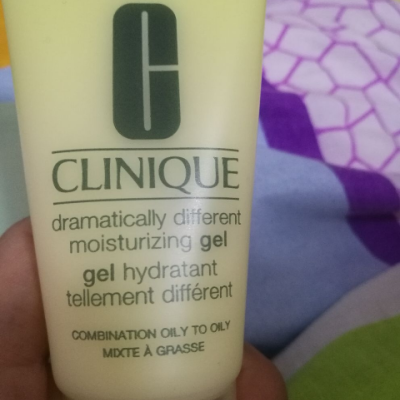 CLINIQUE
dramatically different
moisturizing gel
gel hydratant
tellement différent
COMBINATION OILY TO OILY
MIXTE À GRASSE